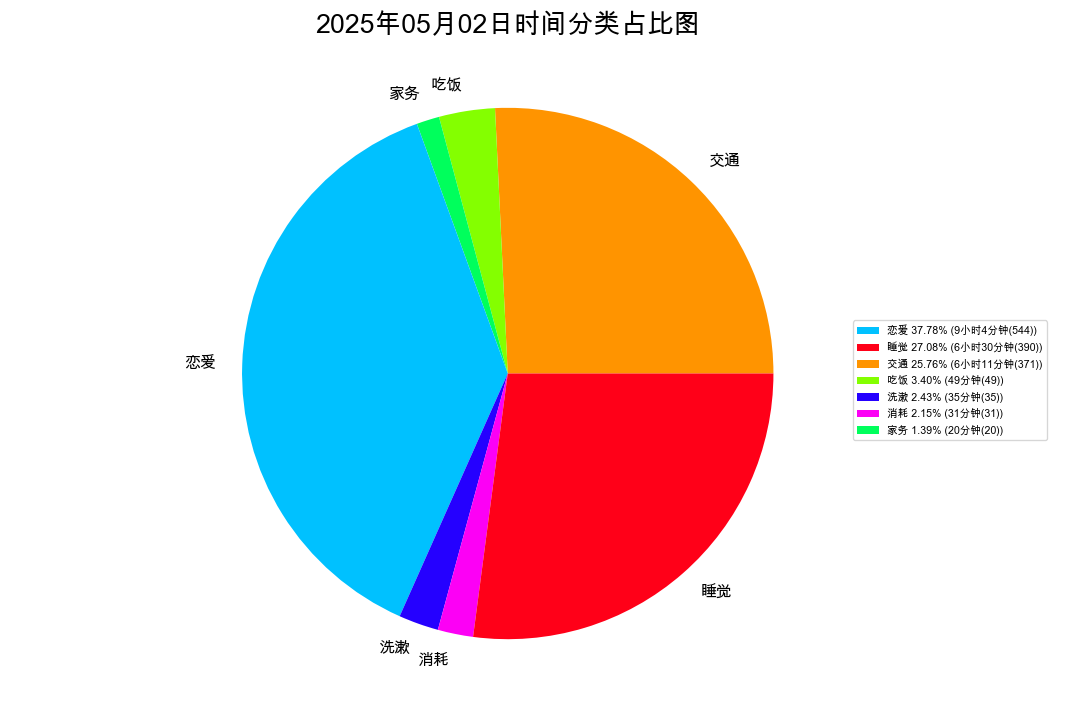 2025年05月02日时间分类占比图
家务
吃饭
交通
恋爱
恋爱 37.78% (9小时4分钟(544))
睡觉 27.08% (6小时30分钟(390))
交通 25.76% (6小时11分钟(371))
吃饭 3.40% (49分钟(49))
洗漱 2.43% (35分钟(35))
消耗 2.15% (31分钟(31))
家务 1.39% (20分钟(20))
睡觉
洗漱
消耗